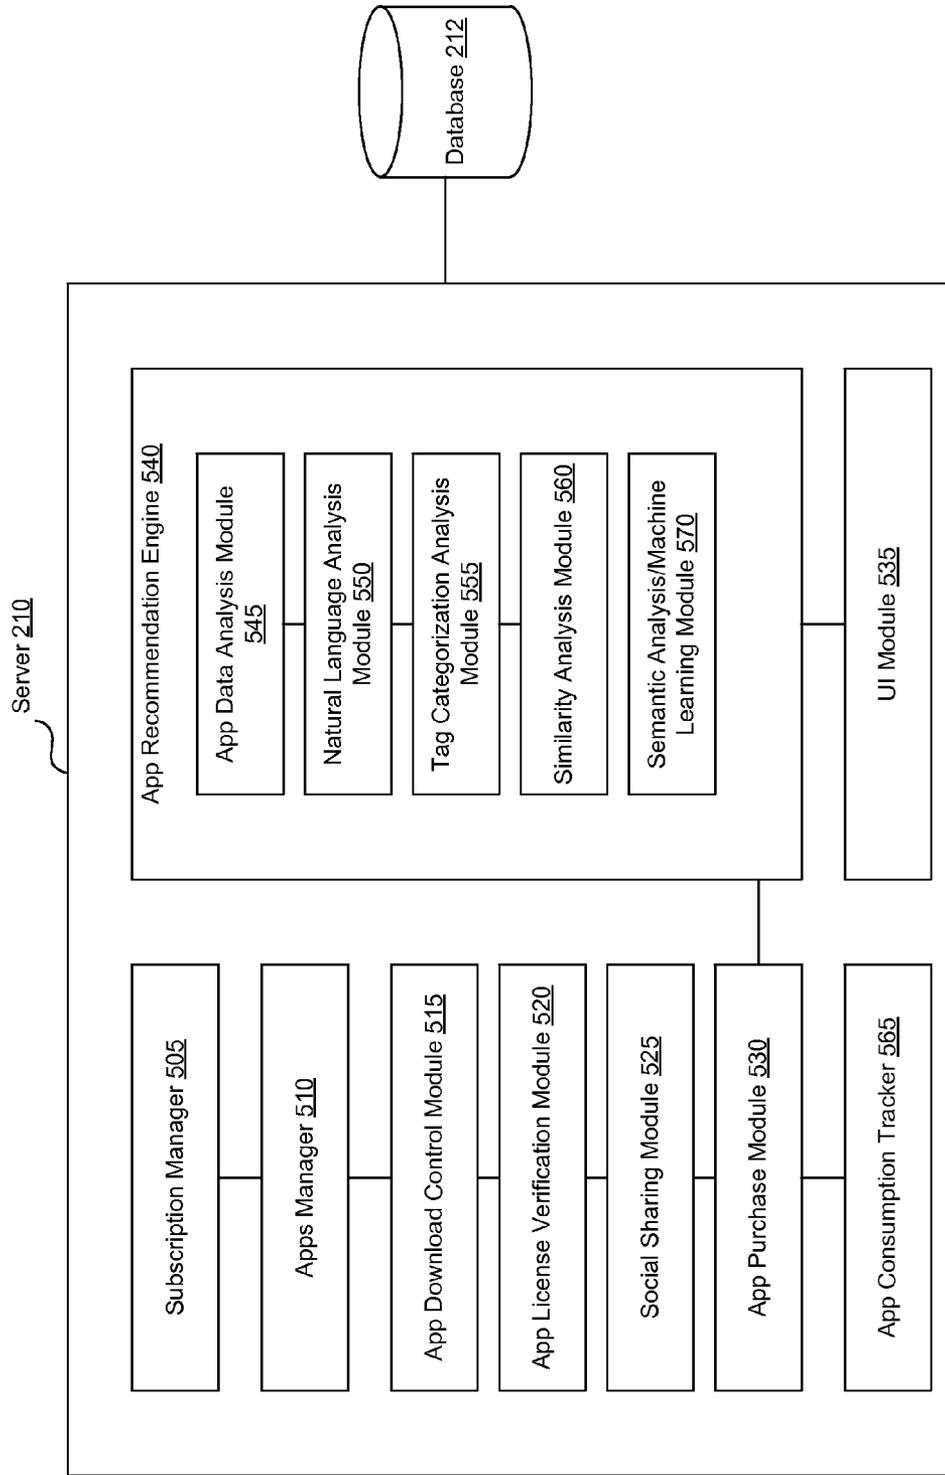 Server 210
Subscription Manager 505
Apps Manager 510
App Download Control Module 515
App License Verification Module 520
Social Sharing Module 525
App Purchase Module 530
App Consumption Tracker 565
App Recommendation Engine 540
App Data Analysis Module
545
Natural Language Analysis
Module 550
Tag Categorization Analysis
Module 555
Similarity Analysis Module 560
Semantic Analysis/Machine
Learning Module 570
UI Module 535
Database 212